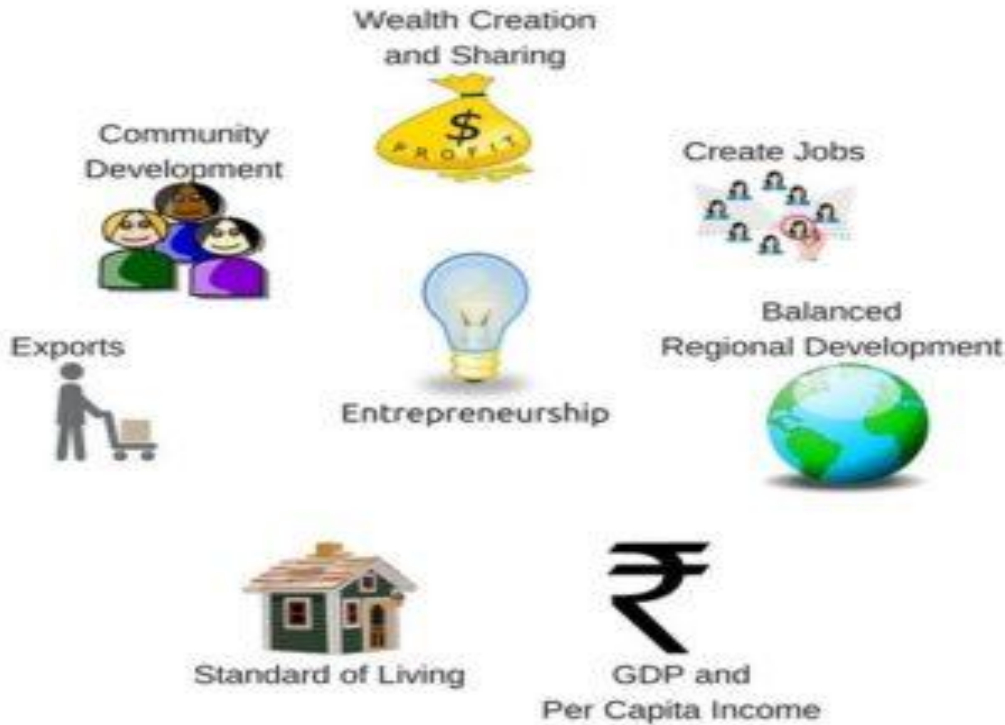 Wealth Creation
and Sharing
$
PROFIT
Community
Development
Create Jobs
Balanced
Regional Development
Exports
Entrepreneurship
₹
Standard of Living
GDP and
Per Capita Income